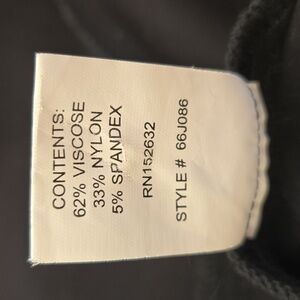 CONTENTS:
62% VISCOSE
33% NYLON
5% SPANDEX
RN152632
STYLE # 66J086